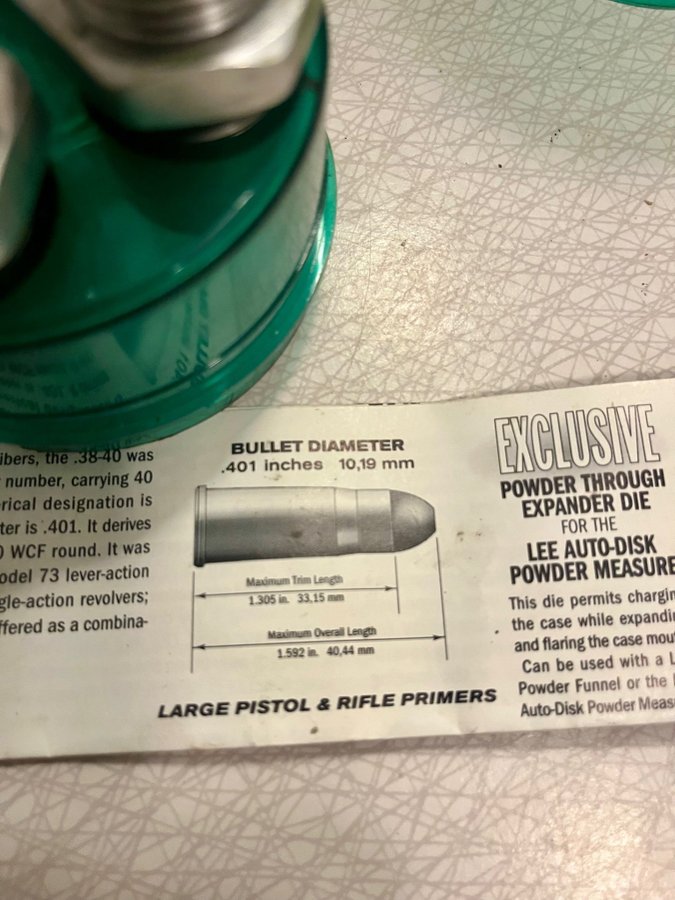 ibers, the .38-40 was
number, carrying 40
erical designation is
ter is .401. It derives
WCF round. It was
odel 73 lever-action
gle-action revolvers;
ffered as a combina-
BULLET DIAMETER
.401 inches 10,19 mm
Maximum Trim Length
1.305 in. 33,15 mm
Maximum Overall Length
1.592 in. 40,44 mm
LARGE PISTOL & RIFLE PRIMERS
EXCLUSIVE
POWDER THROUGH
EXPANDER DIE
FOR THE
LEE AUTO-DISK
POWDER MEASURE
This die permits chargin
the case while expandi
and flaring the case mou
Can be used with a L
Powder Funnel or the
Auto-Disk Powder Meas